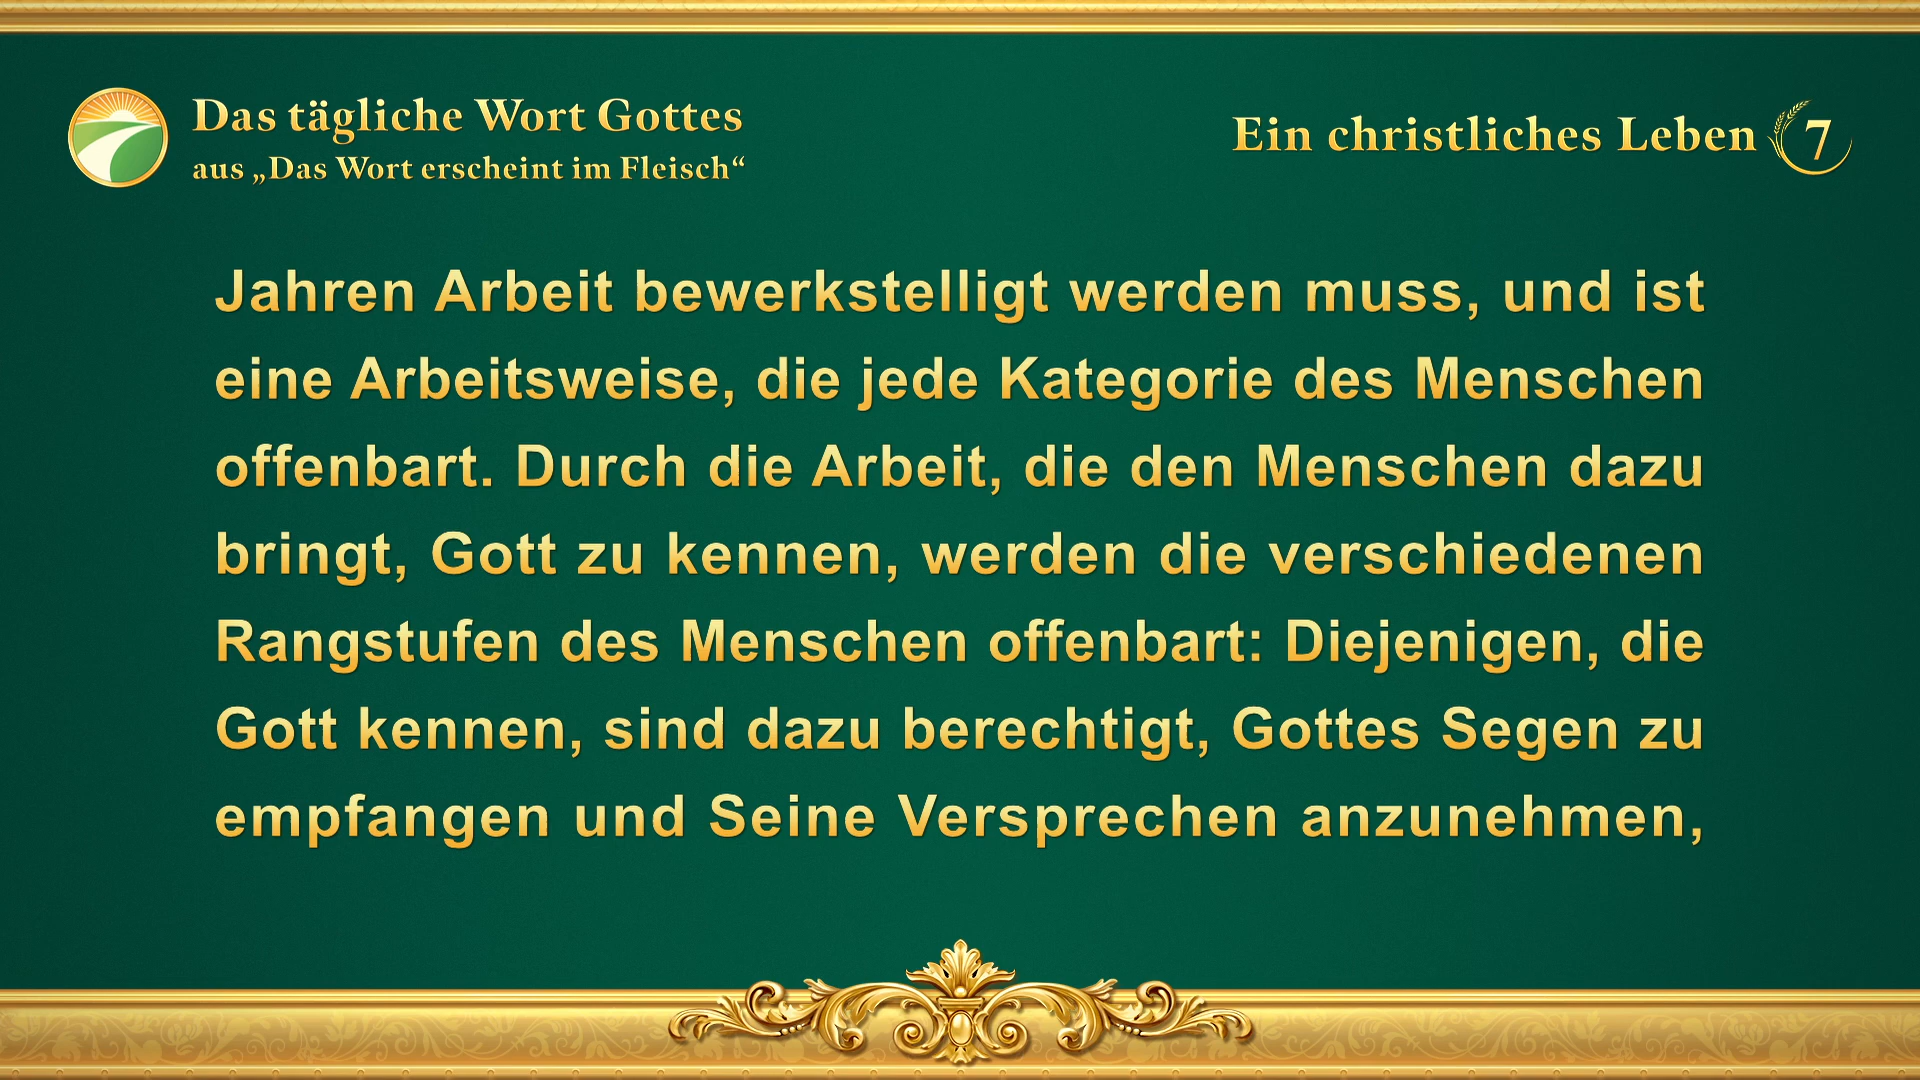 Das tägliche Wort Gottes
aus „Das Wort erscheint im Fleisch“
Ein christliches Leben 7
Jahren Arbeit bewerkstelligt werden muss, und ist
eine Arbeitsweise, die jede Kategorie des Menschen
offenbart. Durch die Arbeit, die den Menschen dazu
bringt, Gott zu kennen, werden die verschiedenen
Rangstufen des Menschen offenbart: Diejenigen, die
Gott kennen, sind dazu berechtigt, Gottes Segen zu
empfangen und Seine Versprechen anzunehmen,